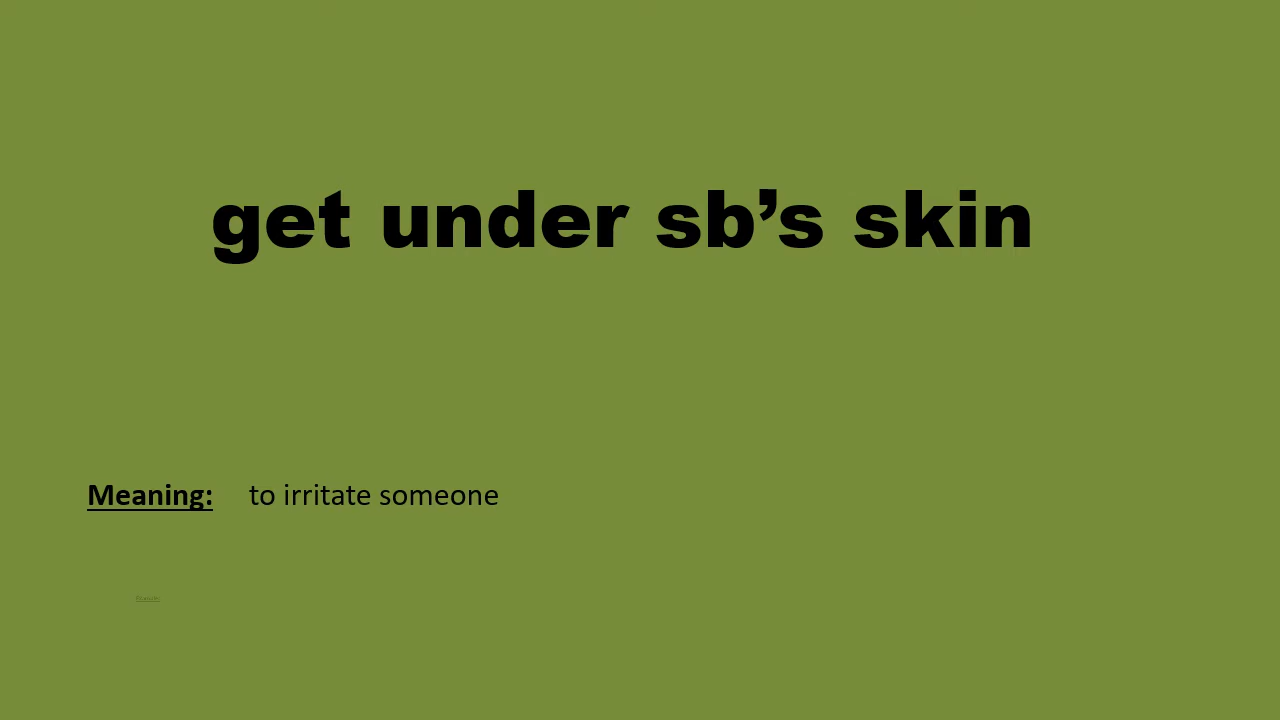 get under sb’s skin
Meaning: to irritate someone